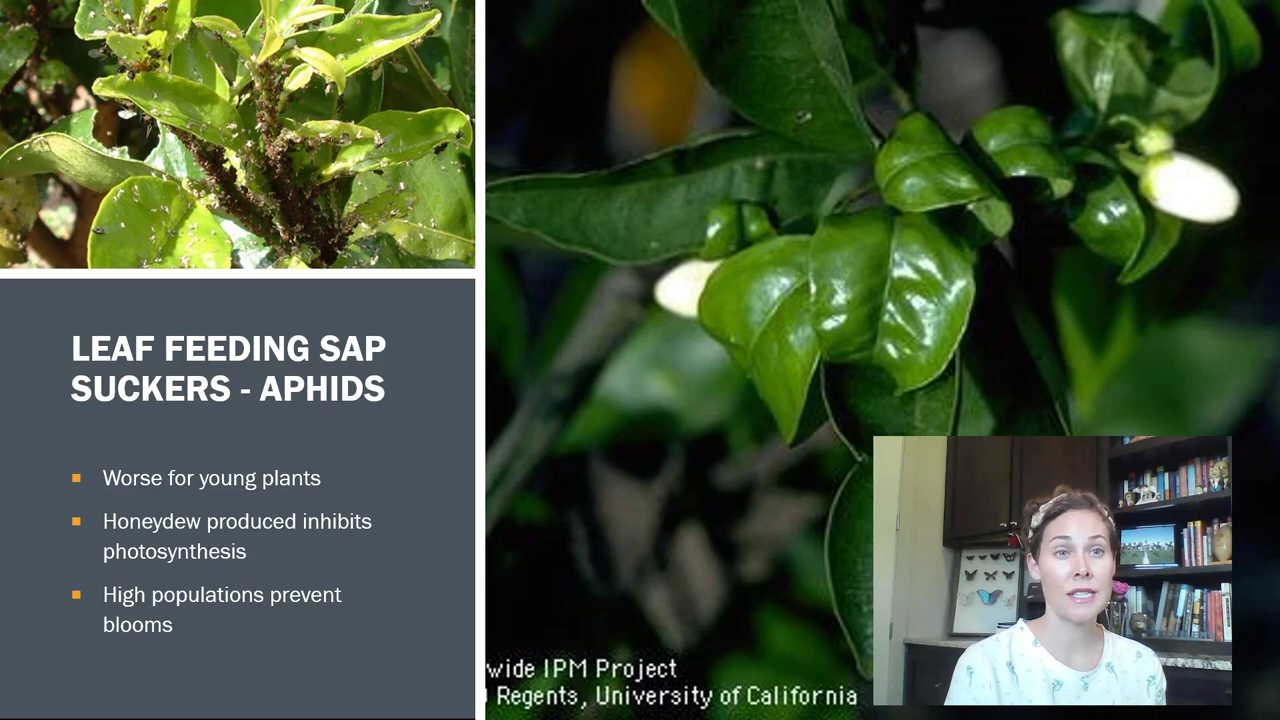 LEAF FEEDING SAP
SUCKERS - APHIDS
Worse for young plants
Honeydew produced inhibits
photosynthesis
High populations prevent
blooms
wide IPM Project
Regents, University of California